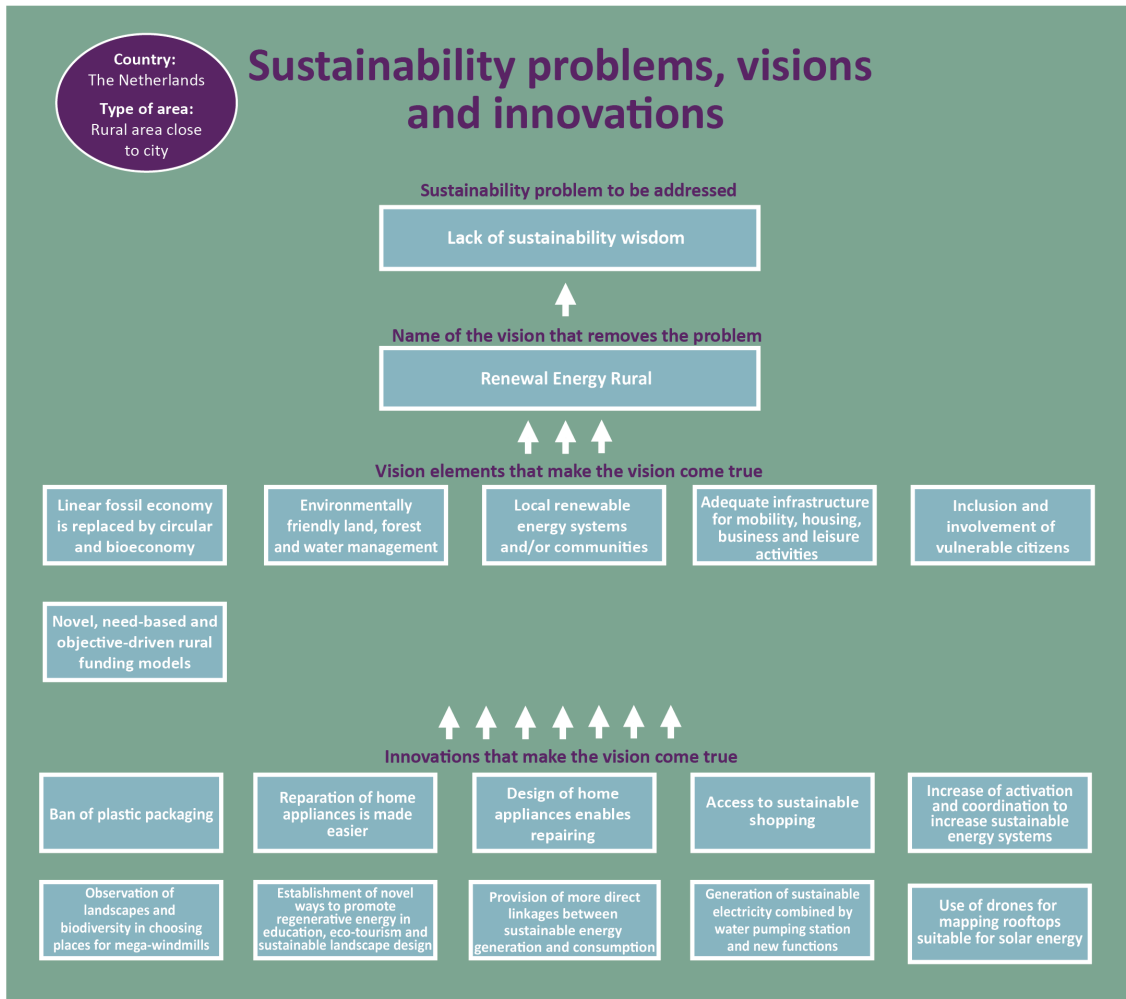 Country:
The Netherlands
Type of area:
Rural area close
to city
Sustainability problems, visions
and innovations
Sustainability problem to be addressed
Lack of sustainability wisdom
Name of the vision that removes the problem
Renewal Energy Rural
Vision elements that make the vision come true
Linear fossil economy
is replaced by circular
and bioeconomy
Environmentally
friendly land, forest
and water management
Local renewable
energy systems
and/or communities
Adequate infrastructure
for mobility, housing,
business and leisure
activities
Inclusion and
involvement of
vulnerable citizens
Novel, need-based and
objective-driven rural
funding models
Innovations that make the vision come true
Ban of plastic packaging
Reparation of home
appliances is made
easier
Design of home
appliances enables
repairing
Access to sustainable
shopping
Increase of activation
and coordination to
increase sustainable
energy systems
Observation of
landscapes and
biodiversity in choosing
places for mega-windmills
Establishment of novel
ways to promote
regenerative energy in
education, eco-tourism and
sustainable landscape design
Provision of more direct
linkages between
sustainable energy
generation and consumption
Generation of sustainable
electricity combined by
water pumping station
and new functions
Use of drones for
mapping rooftops
suitable for solar energy